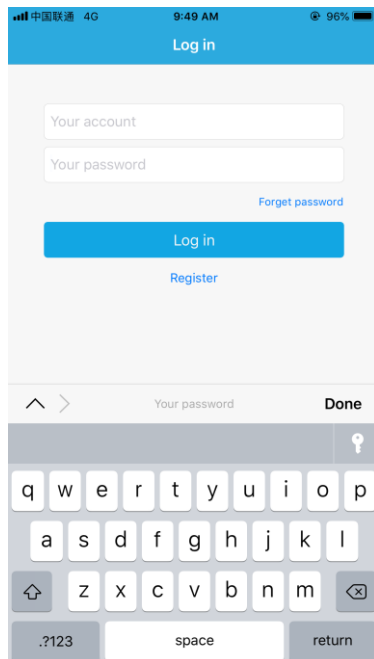 中国联通 4G 9:49 AM 96%
Log in
Your account
Your password
Forget password
Log in
Register
Your password Done
q w e r t y u i o p
a s d f g h j k l
z x c v b n m
.?123 space return